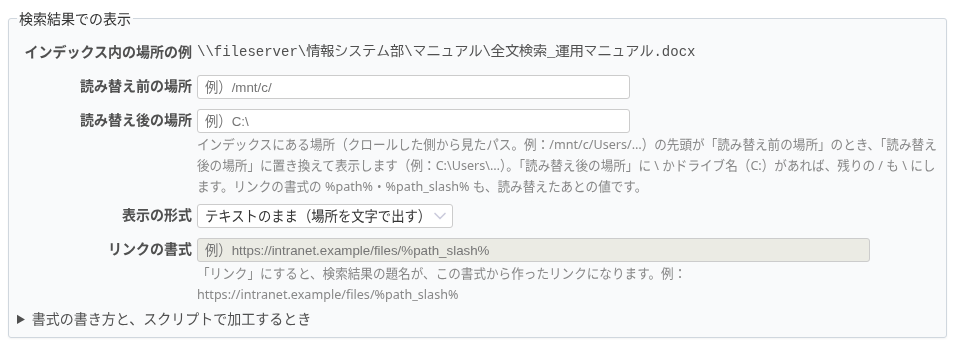 検索結果での表示
インデックス内の場所の例 \\fileserver\情報システム部\マニュアル\全文検索_運用マニュアル.docx
読み替え前の場所 例）/mnt/c/
読み替え後の場所 例）C:\
インデックスにある場所（クロールした側から見たパス。例：/mnt/c/Users/…）の先頭が「読み替え前の場所」のとき、「読み替え
後の場所」に置き換えて表示します（例：C:\Users\…）。「読み替え後の場所」に \ かドライブ名（C:）があれば、残りの / も \ にし
ます。リンクの書式の %path%・%path_slash% も、読み替えたあとの値です。
表示の形式 テキストのまま（場所を文字で出す）
リンクの書式 例）https://intranet.example/files/%path_slash%
「リンク」にすると、検索結果の題名が、この書式から作ったリンクになります。例：
https://intranet.example/files/%path_slash%
▶ 書式の書き方と、スクリプトで加工するとき